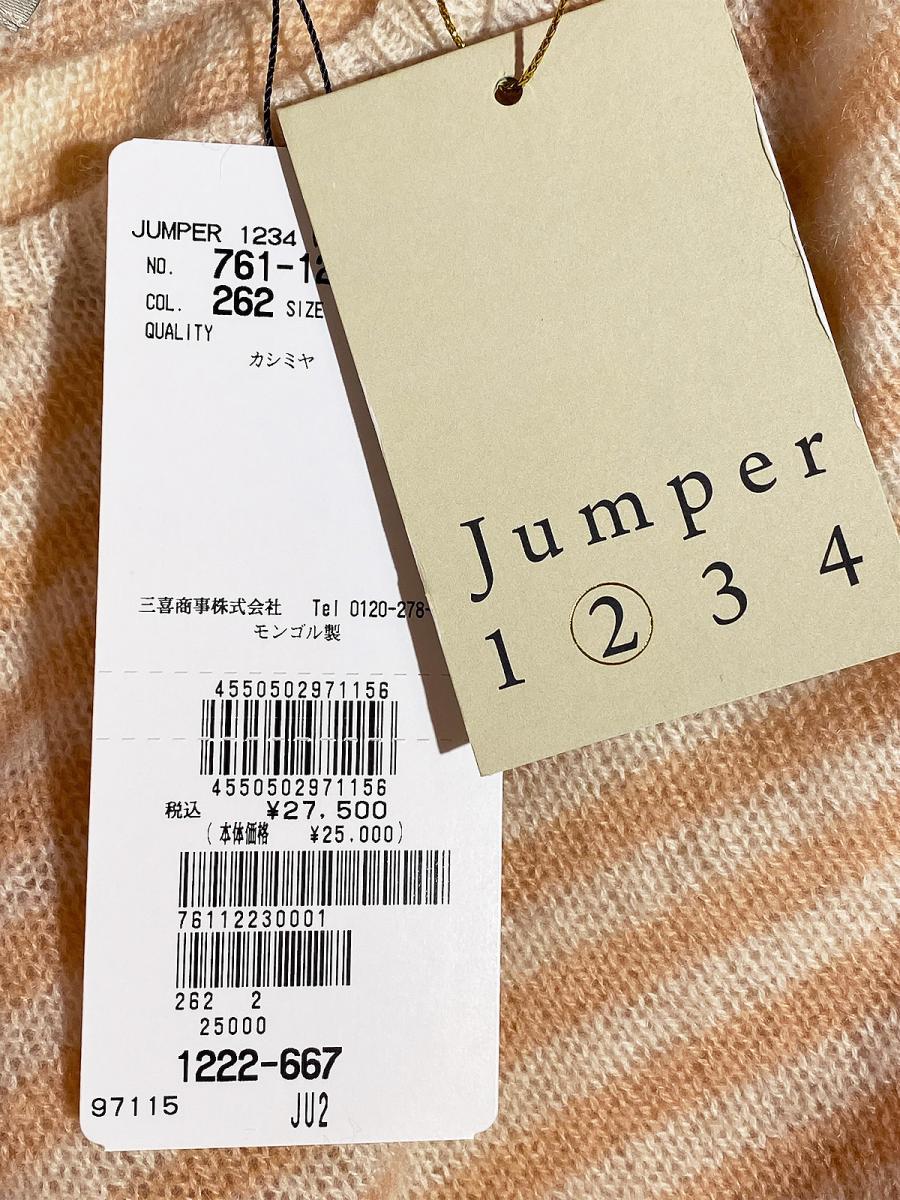 JUMPER 1234
NO. 761-12
COL. 262 SIZE
QUALITY
カシミヤ
三喜商事株式会社 Tel 0120-278-
モンゴル製
4550502971156
4550502971156
税込 ¥27,500
(本体価格 ¥25,000)
76112230001
262 2
25000
1222-667
97115 JU2
Jumper
1 2 3 4